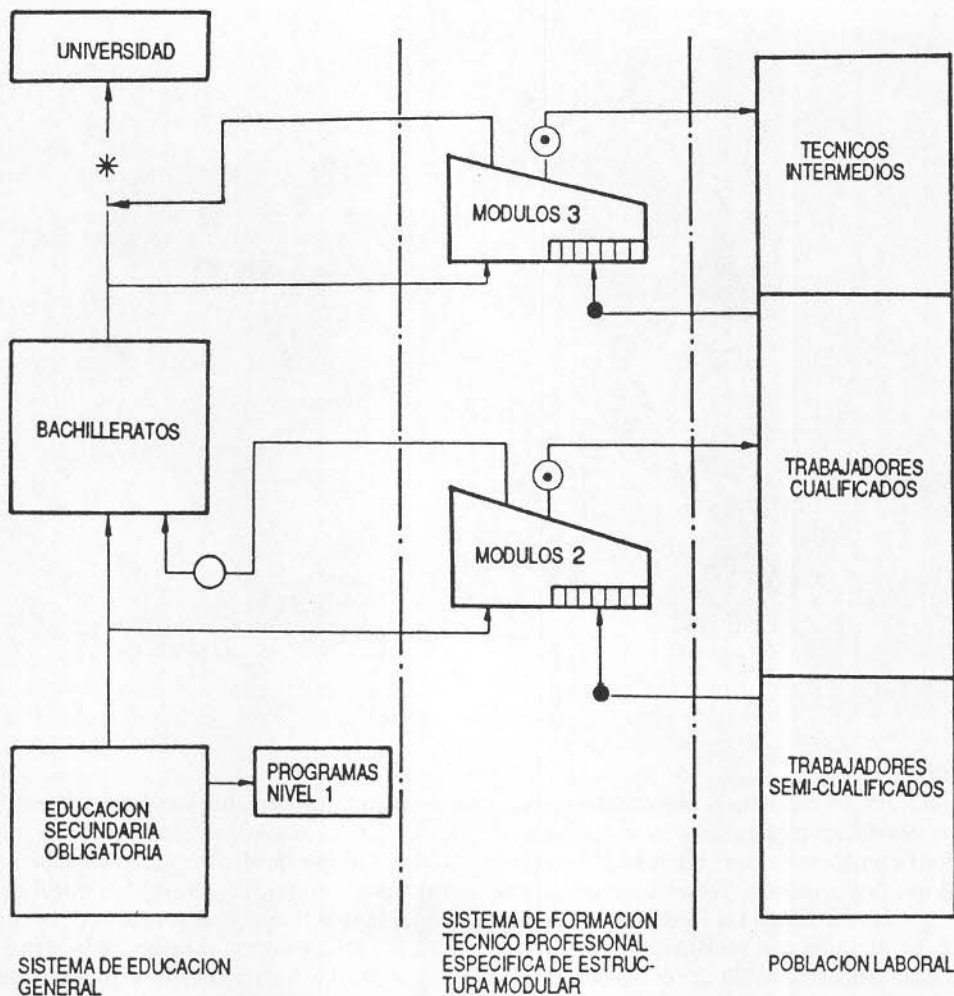 UNIVERSIDAD
TECNICOS
INTERMEDIOS
MODULOS 3
BACHILLERATOS
TRABAJADORES
CUALIFICADOS
MODULOS 2
PROGRAMAS
NIVEL 1
EDUCACION
SECUNDARIA
OBLIGATORIA
TRABAJADORES
SEMI-CUALIFICADOS
SISTEMA DE EDUCACION
GENERAL
SISTEMA DE FORMACION
TECNICO PROFESIONAL
ESPECIFICA DE ESTRUC-
TURA MODULAR
POBLACION LABORAL